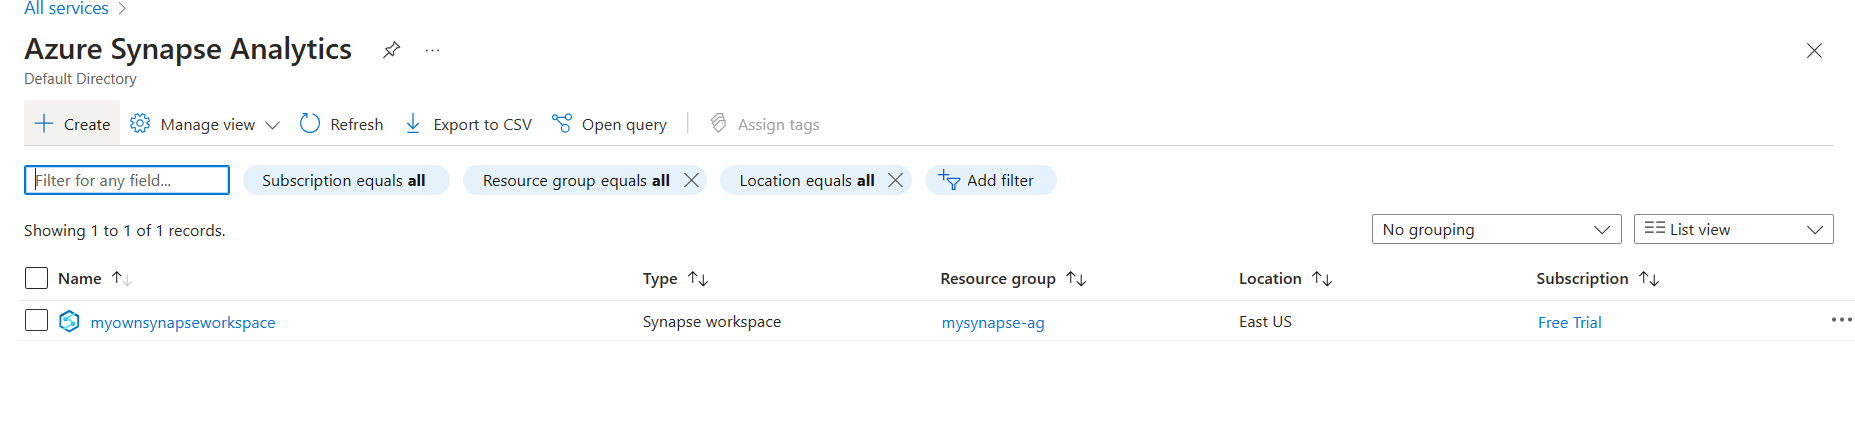 All services
Azure Synapse Analytics
Default Directory
Create Manage view Refresh Export to CSV Open query Assign tags
Filter for any field... Subscription equals all Resource group equals all Location equals all Add filter
Showing 1 to 1 of 1 records. No grouping List view
Name Type Resource group Location Subscription
myownsynapseworkspace Synapse workspace mysynapse-ag East US Free Trial